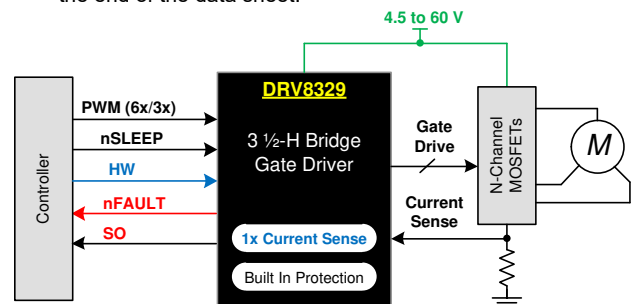 the end of the data sheet.
4.5 to 60 V
DRV8329
3 ½-H Bridge
Gate Driver
1x Current Sense
Built In Protection
Controller
PWM (6x/3x)
nSLEEP
HW
nFAULT
SO
Gate
Drive
Current
Sense
N-Channel
MOSFETs
M